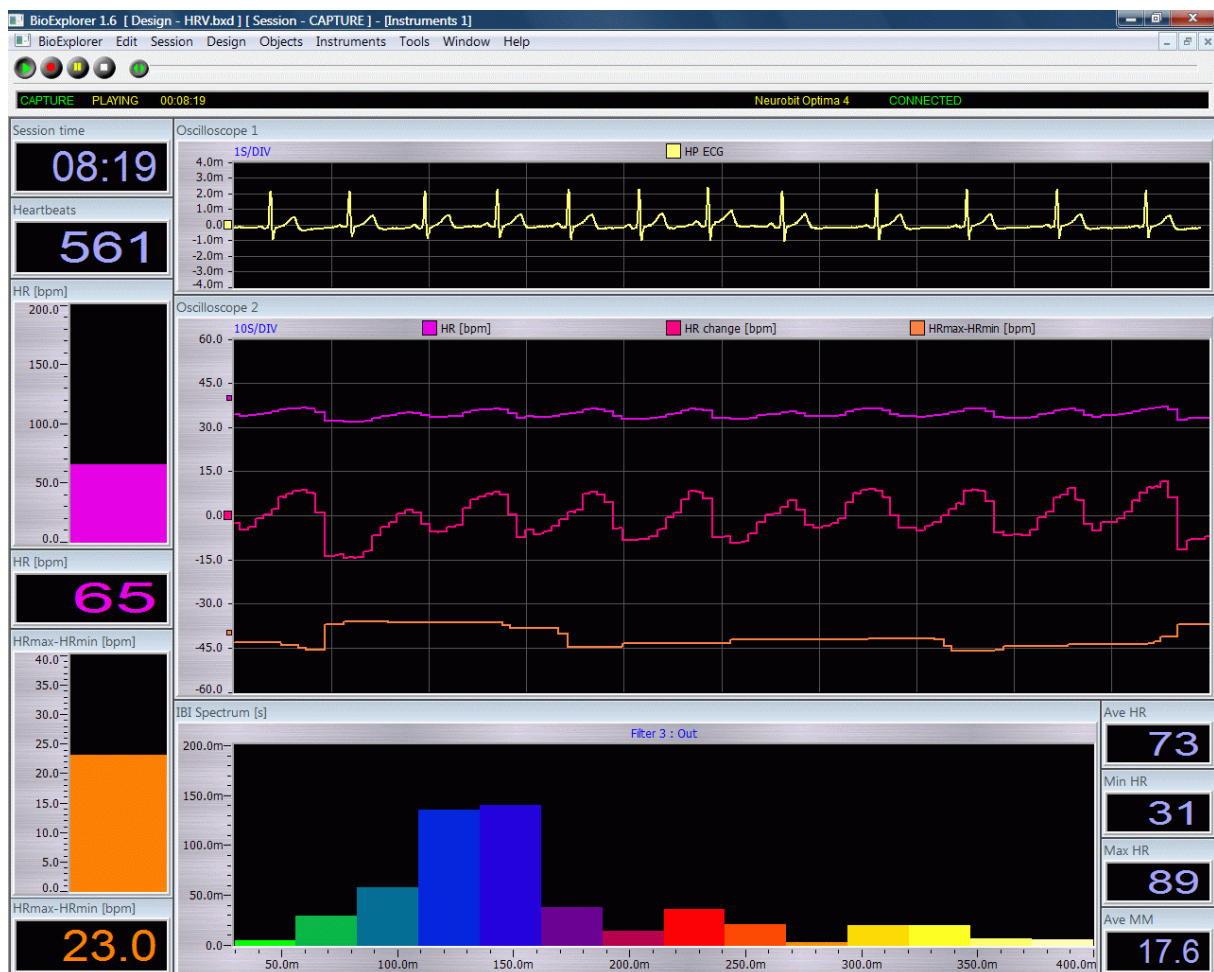 BioExplorer 1.6 [ Design - HRV.bxd ] [ Session - CAPTURE ] - [Instruments 1]
BioExplorer Edit Session Design Objects Instruments Tools Window Help
CAPTURE PLAYING 00:08:19 Neurobit Optima 4 CONNECTED
Session time
08:19
Heartbeats
561
HR [bpm]
200.0
150.0
100.0
50.0
0.0
HR [bpm]
65
HRmax-HRmin [bpm]
40.0
35.0
30.0
25.0
20.0
15.0
10.0
5.0
0.0
HRmax-HRmin [bpm]
23.0
Oscilloscope 1
1S/DIV HP ECG
4.0m
3.0m
2.0m
1.0m
0.0
-1.0m
-2.0m
-3.0m
-4.0m
Oscilloscope 2
10S/DIV HR [bpm] HR change [bpm] HRmax-HRmin [bpm]
60.0
45.0
30.0
15.0
0.0
-15.0
-30.0
-45.0
-60.0
IBI Spectrum [s]
Filter 3 : Out
200.0m
150.0m
100.0m
50.0m
0.0
50.0m 100.0m 150.0m 200.0m 250.0m 300.0m 350.0m 400.0m
Ave HR
73
Min HR
31
Max HR
89
Ave MM
17.6